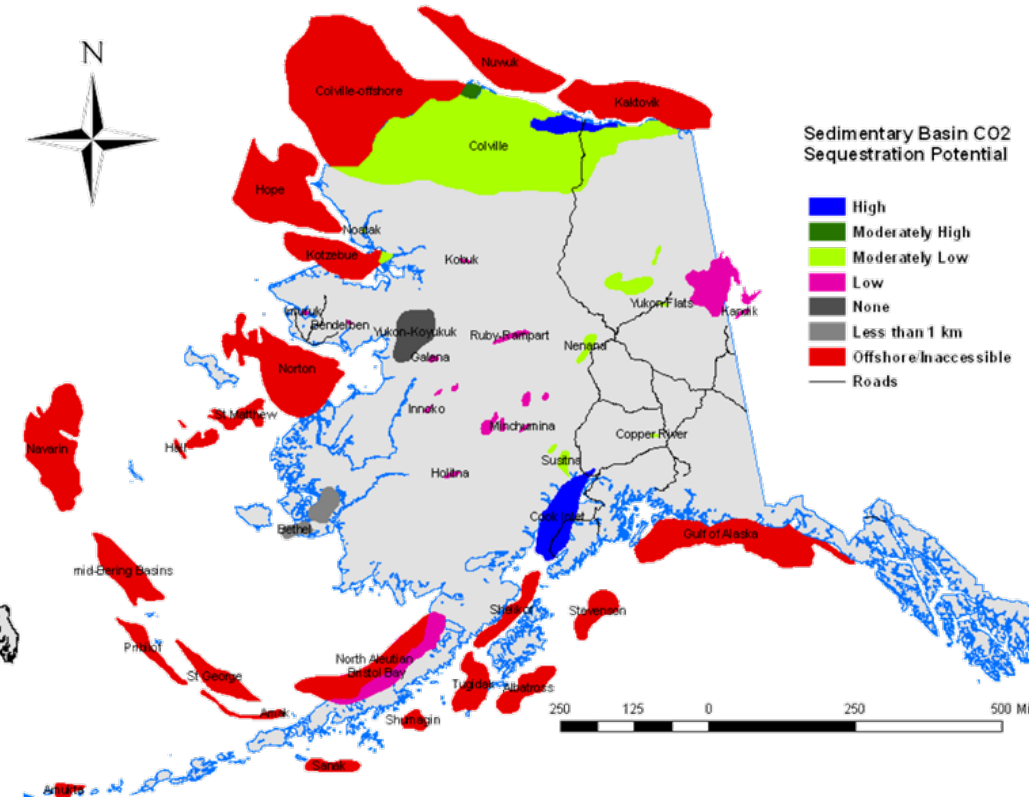 N
Nuwuk
Colville-offshore
Kaktovik
Sedimentary Basin CO2
Sequestration Potential
Colville
Hope
High
Noatak
Moderately High
Kotzebue
Kobuk
Moderately Low
Low
Yukon Flats
Kandik
Imuruk
None
Bendeleben
Yukon-Koyukuk
Ruby-Rampart
Less than 1 km
Nenana
Galena
Offshore/Inaccessible
Norton
Roads
Innoko
St Matthew
Minchumina
Copper River
Hall
Navarin
Susitna
Holitna
Cook Inlet
Bethel
Gulf of Alaska
mid-Bering Basins
Shelikof
Stevenson
Pribilof
North Aleutian
Bristol Bay
St George
Tugidak
Albatross
Amak
Shumagin
250 125 0 250 500 Mi
Sanak
Amukta